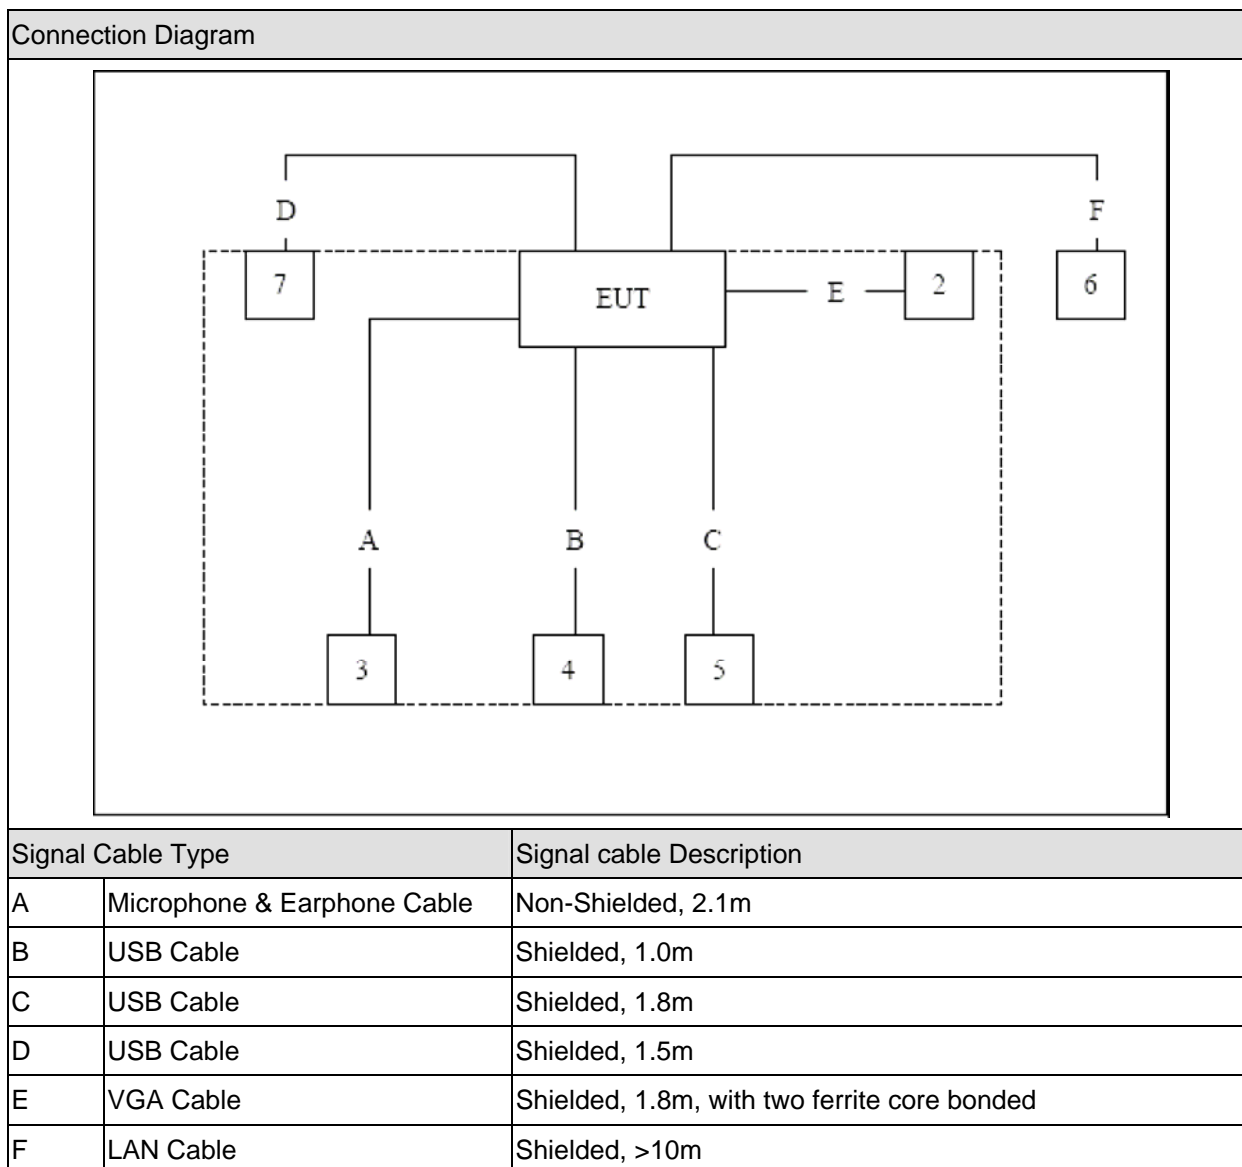 Connection Diagram
D
F
7
EUT
E
2
6
A
B
C
3
4
5
Signal Cable Type
Signal cable Description
A
Microphone & Earphone Cable
Non-Shielded, 2.1m
B
USB Cable
Shielded, 1.0m
C
USB Cable
Shielded, 1.8m
D
USB Cable
Shielded, 1.5m
E
VGA Cable
Shielded, 1.8m, with two ferrite core bonded
F
LAN Cable
Shielded, >10m